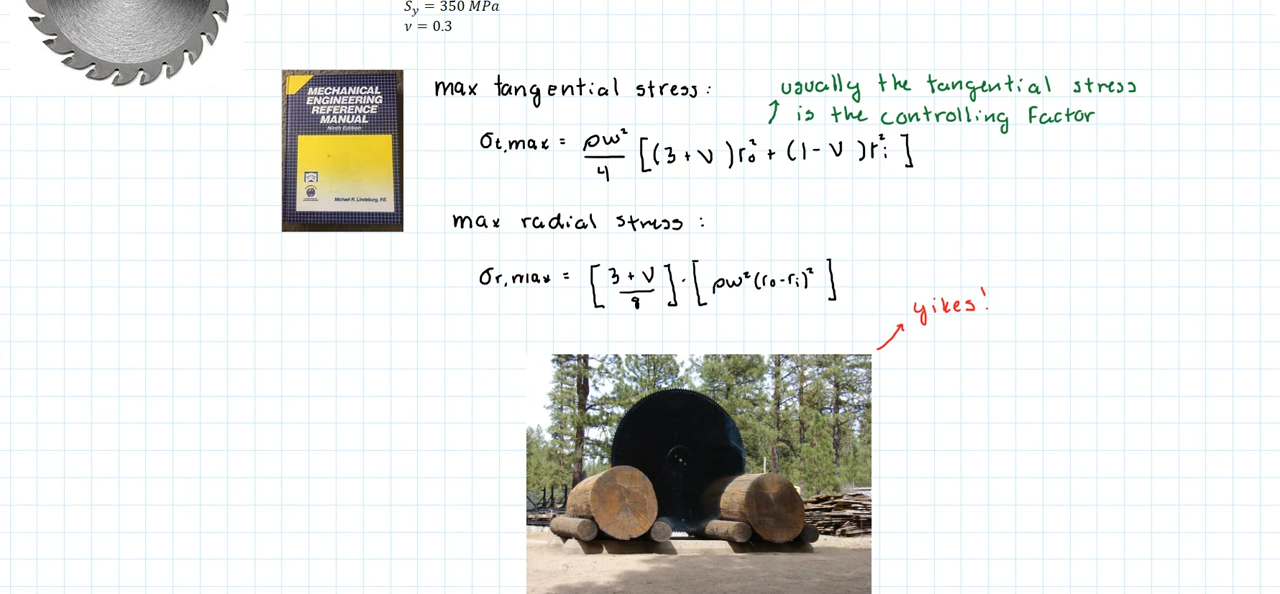 S_y = 350 MPa
ν = 0.3
MECHANICAL
ENGINEERING
REFERENCE
MANUAL
Ninth Edition
Michael R. Lindeburg, P.E.
max tangential stress :
usually the tangential stress
is the controlling factor
σt,max = ρω²/4 [(3 + ν)ro² + (1 - ν)ri²]
max radial stress :
σr,max = [3 + ν/8] · [ρω²(ro-ri)²]
yikes!